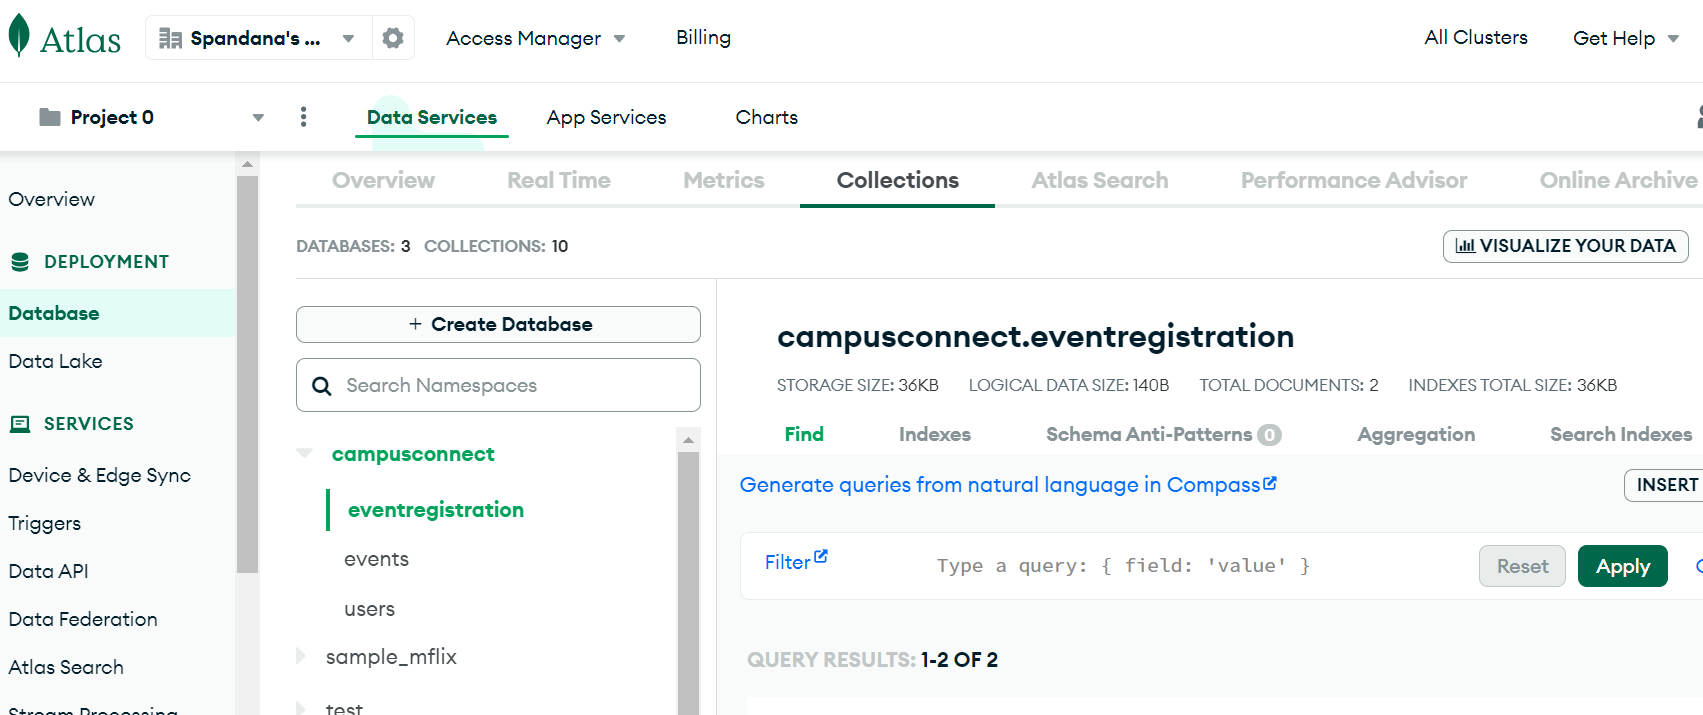 Atlas
Spandana's ...
Access Manager
Billing
All Clusters
Get Help
Project 0
Data Services
App Services
Charts
Overview
DEPLOYMENT
Database
Data Lake
SERVICES
Device & Edge Sync
Triggers
Data API
Data Federation
Atlas Search
Stream Processing
Overview
Real Time
Metrics
Collections
Atlas Search
Performance Advisor
Online Archive
DATABASES: 3 COLLECTIONS: 10
VISUALIZE YOUR DATA
+ Create Database
Search Namespaces
campusconnect
eventregistration
events
users
sample_mflix
test
campusconnect.eventregistration
STORAGE SIZE: 36KB LOGICAL DATA SIZE: 140B TOTAL DOCUMENTS: 2 INDEXES TOTAL SIZE: 36KB
Find
Indexes
Schema Anti-Patterns 0
Aggregation
Search Indexes
Generate queries from natural language in Compass
INSERT
Filter
Type a query: { field: 'value' }
Reset
Apply
QUERY RESULTS: 1-2 OF 2